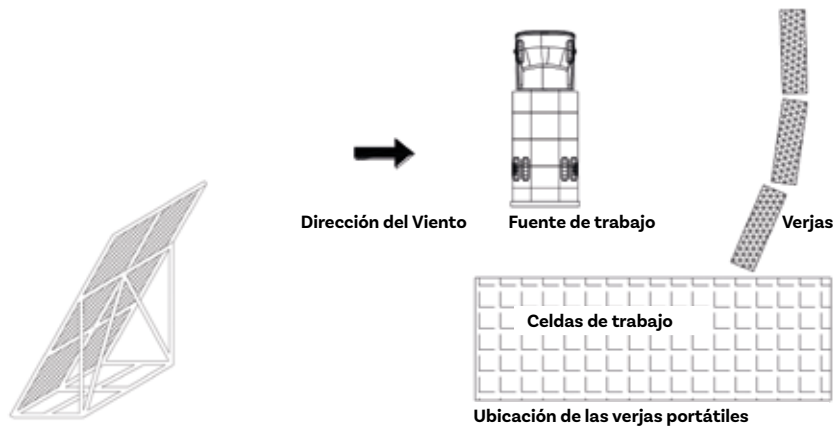 Dirección del Viento
Fuente de trabajo
Verjas
Celdas de trabajo
Ubicación de las verjas portátiles